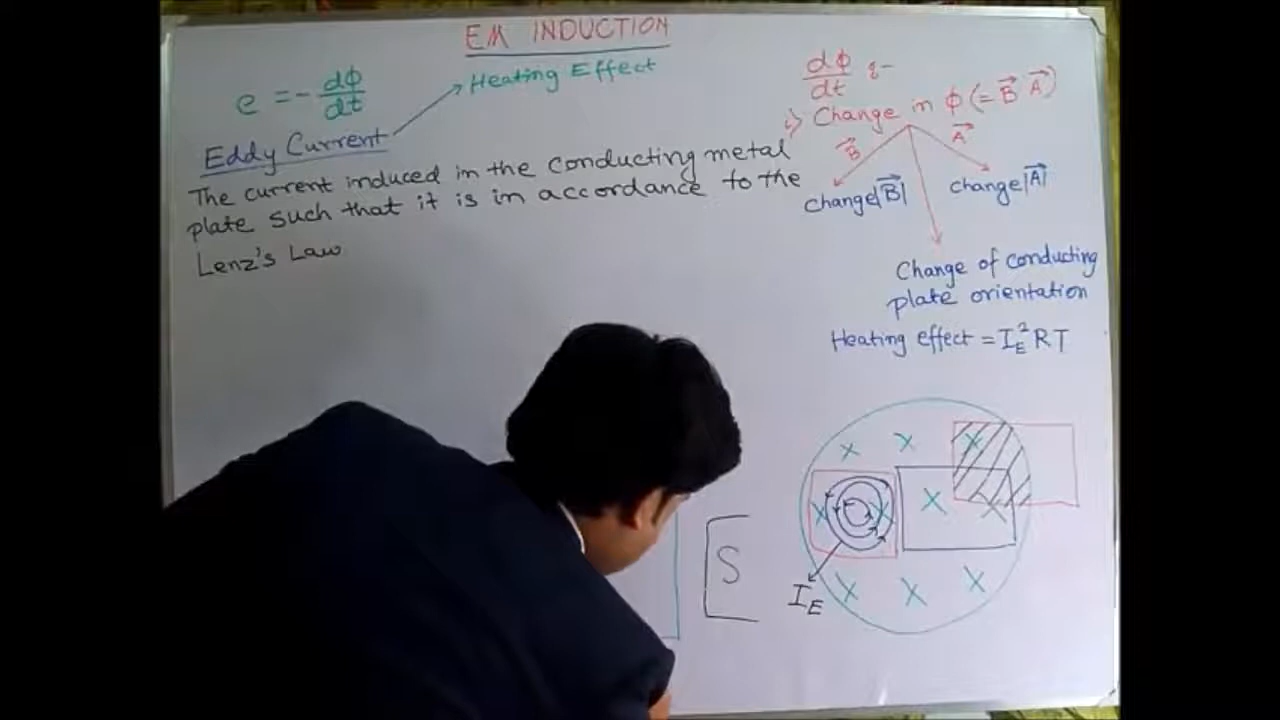 EM INDUCTION
e = - dϕ/dt
Heating Effect
Eddy Current
The current induced in the conducting metal
plate such that it is in accordance to the
Lenz's Law
dϕ/dt :-
↳ Change in ϕ (= B⃗ A⃗)
B⃗
A⃗
change|B⃗|
change|A⃗|
Change of conducting
plate orientation
Heating effect = I_E² R T
S
x x x
x x x x
x x x
I_E